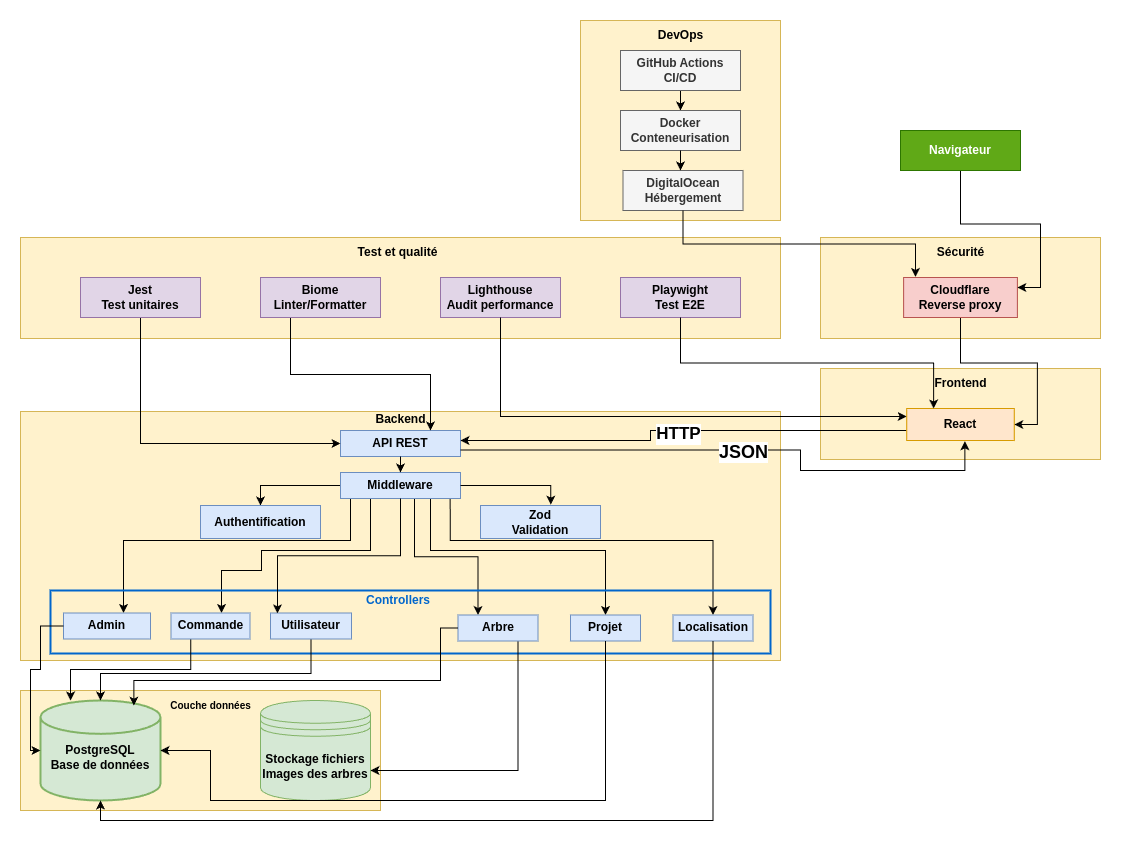 DevOps
GitHub Actions
CI/CD
Docker
Conteneurisation
DigitalOcean
Hébergement
Navigateur
Test et qualité
Jest
Test unitaires
Biome
Linter/Formatter
Lighthouse
Audit performance
Playwight
Test E2E
Sécurité
Cloudflare
Reverse proxy
Frontend
React
Backend
API REST
HTTP
JSON
Middleware
Authentification
Zod
Validation
Controllers
Admin
Commande
Utilisateur
Arbre
Projet
Localisation
Couche données
PostgreSQL
Base de données
Stockage fichiers
Images des arbres